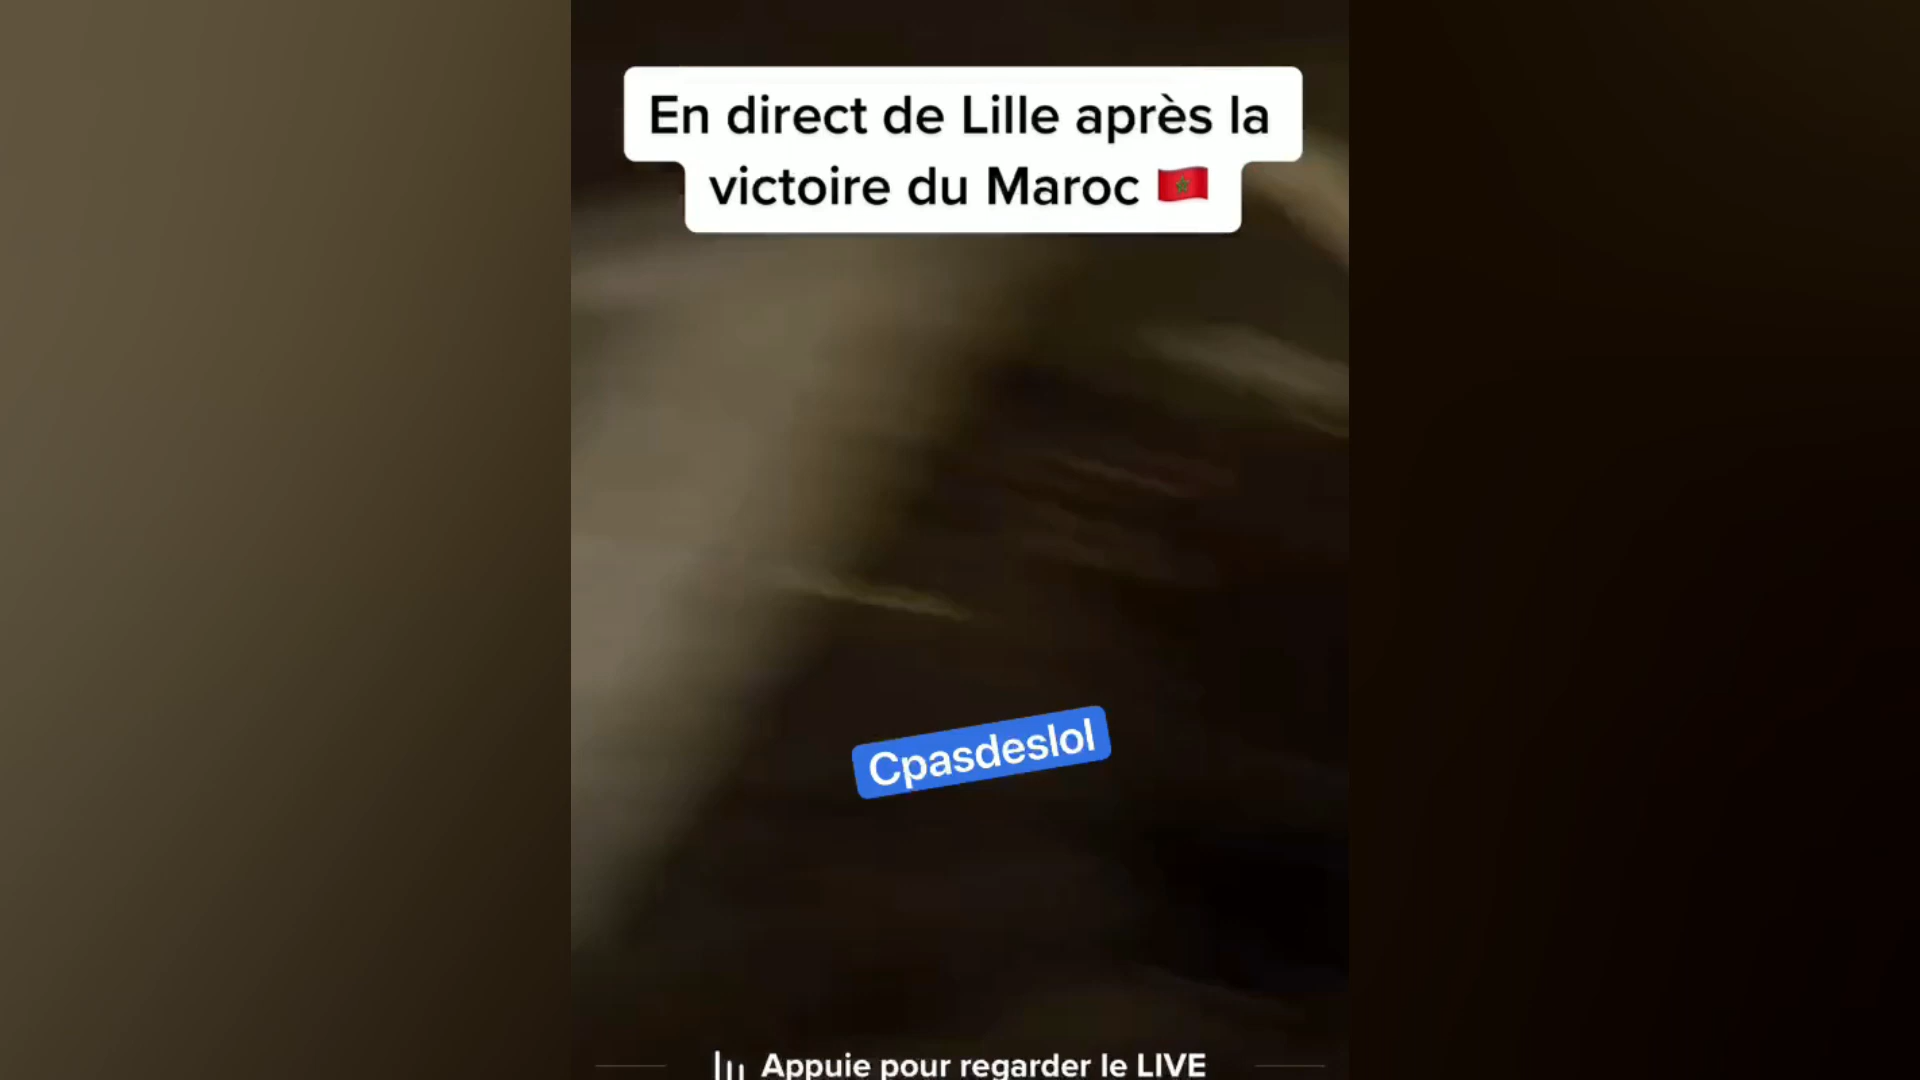 En direct de Lille après la
victoire du Maroc 🇲🇦
Cpasdeslol
Appuie pour regarder le LIVE